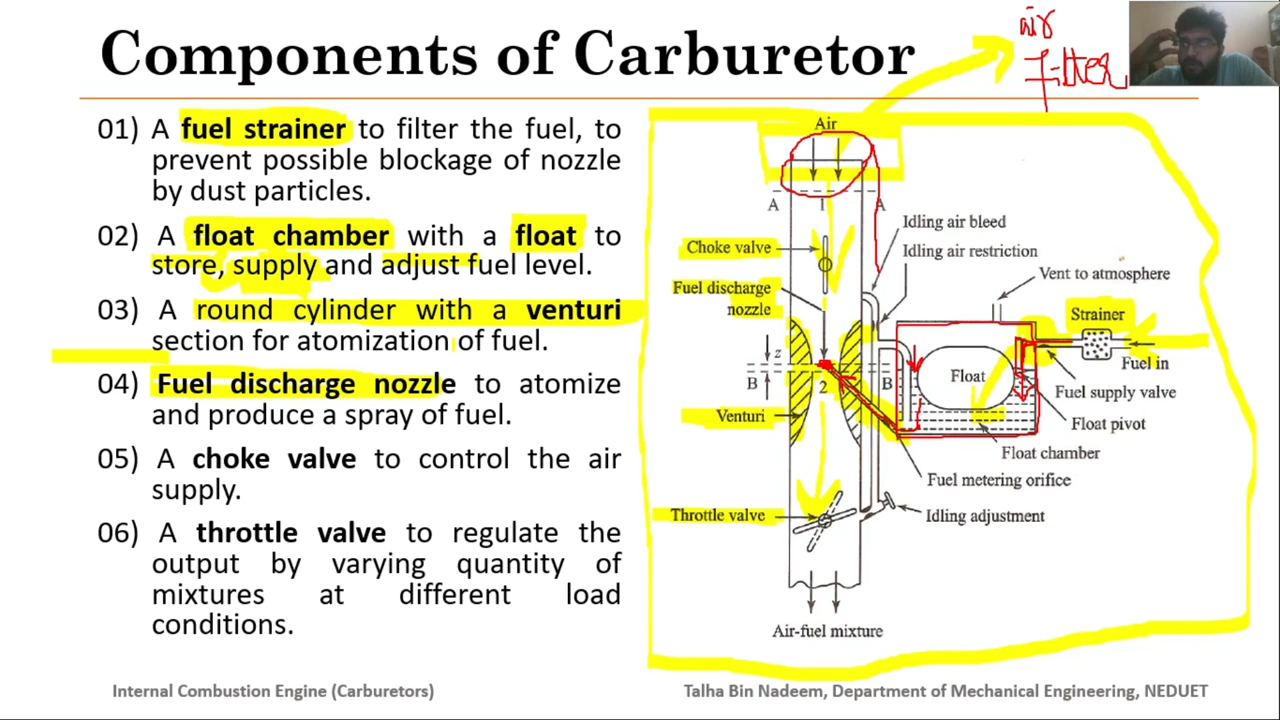 Components of Carburetor
air
filter
01) A fuel strainer to filter the fuel, to
prevent possible blockage of nozzle
by dust particles.
02) A float chamber with a float to
store, supply and adjust fuel level.
03) A round cylinder with a venturi
section for atomization of fuel.
04) Fuel discharge nozzle to atomize
and produce a spray of fuel.
05) A choke valve to control the air
supply.
06) A throttle valve to regulate the
output by varying quantity of
mixtures at different load
conditions.
Air
A 1 A
Idling air bleed
Choke valve
Idling air restriction
Vent to atmosphere
Fuel discharge
nozzle
Strainer
z
Fuel in
B 2 B
Float
Fuel supply valve
Venturi
Float pivot
Float chamber
Fuel metering orifice
Throttle valve
Idling adjustment
Air-fuel mixture
Internal Combustion Engine (Carburetors)
Talha Bin Nadeem, Department of Mechanical Engineering, NEDUET